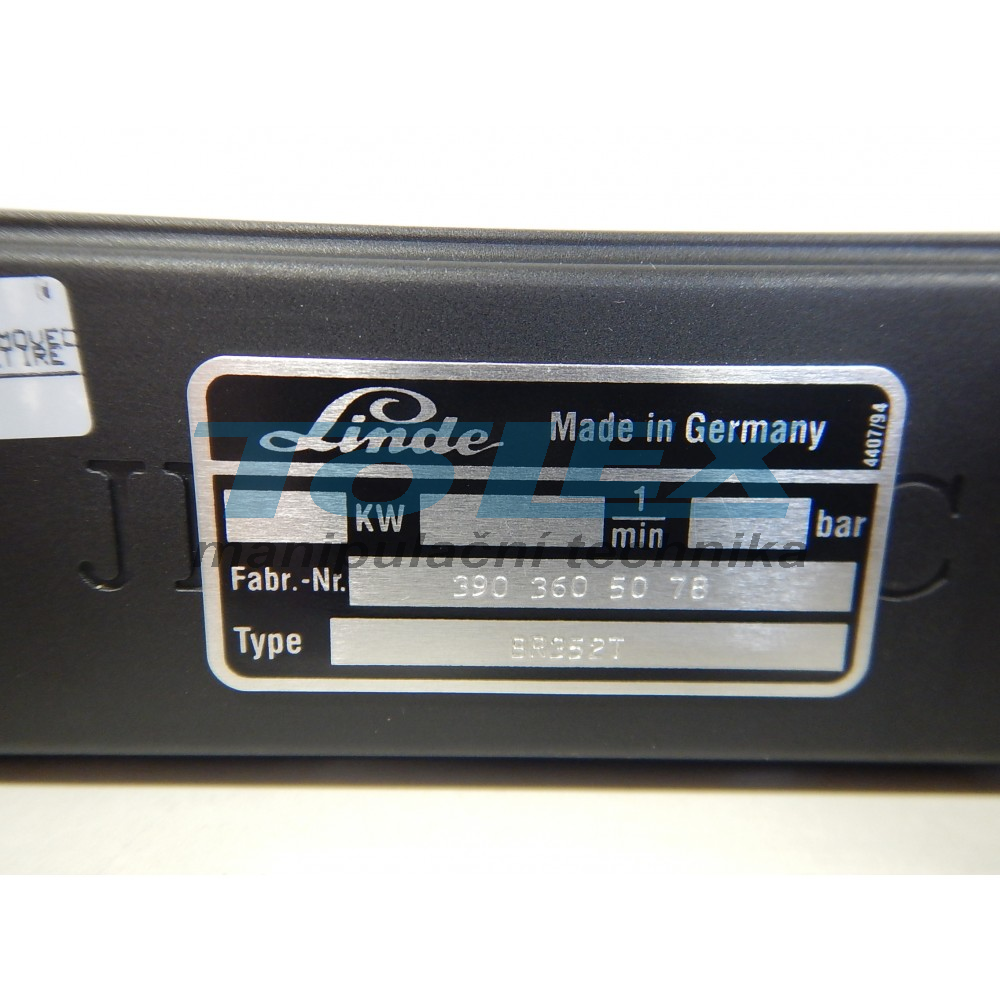 Linde Made in Germany
4407/94
KW 1/min bar
Fabr.-Nr. 390 360 50 78
Type BR352T
TOLEX
manipulační technika